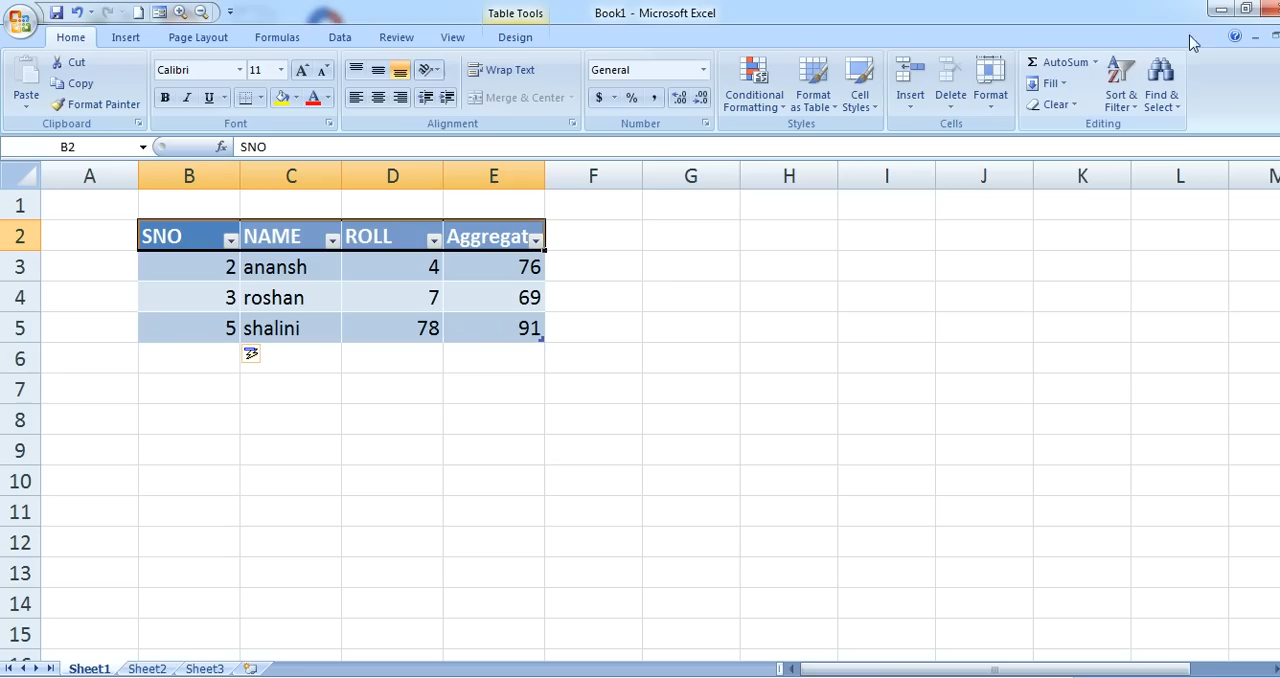 Table Tools
Book1 - Microsoft Excel
Home Insert Page Layout Formulas Data Review View Design
Paste
Cut
Copy
Format Painter
Clipboard
Calibri 11
B I U
Font
Wrap Text
Merge & Center
Alignment
General
$ % ,
Number
Conditional Formatting
Format as Table
Cell Styles
Styles
Insert
Delete
Format
Cells
Σ AutoSum
Fill
Clear
Sort & Filter
Find & Select
Editing
B2 fx SNO
A B C D E F G H I J K L M
1
2 SNO NAME ROLL Aggregat
3 2 anansh 4 76
4 3 roshan 7 69
5 5 shalini 78 91
6
7
8
9
10
11
12
13
14
15
16
Sheet1 Sheet2 Sheet3